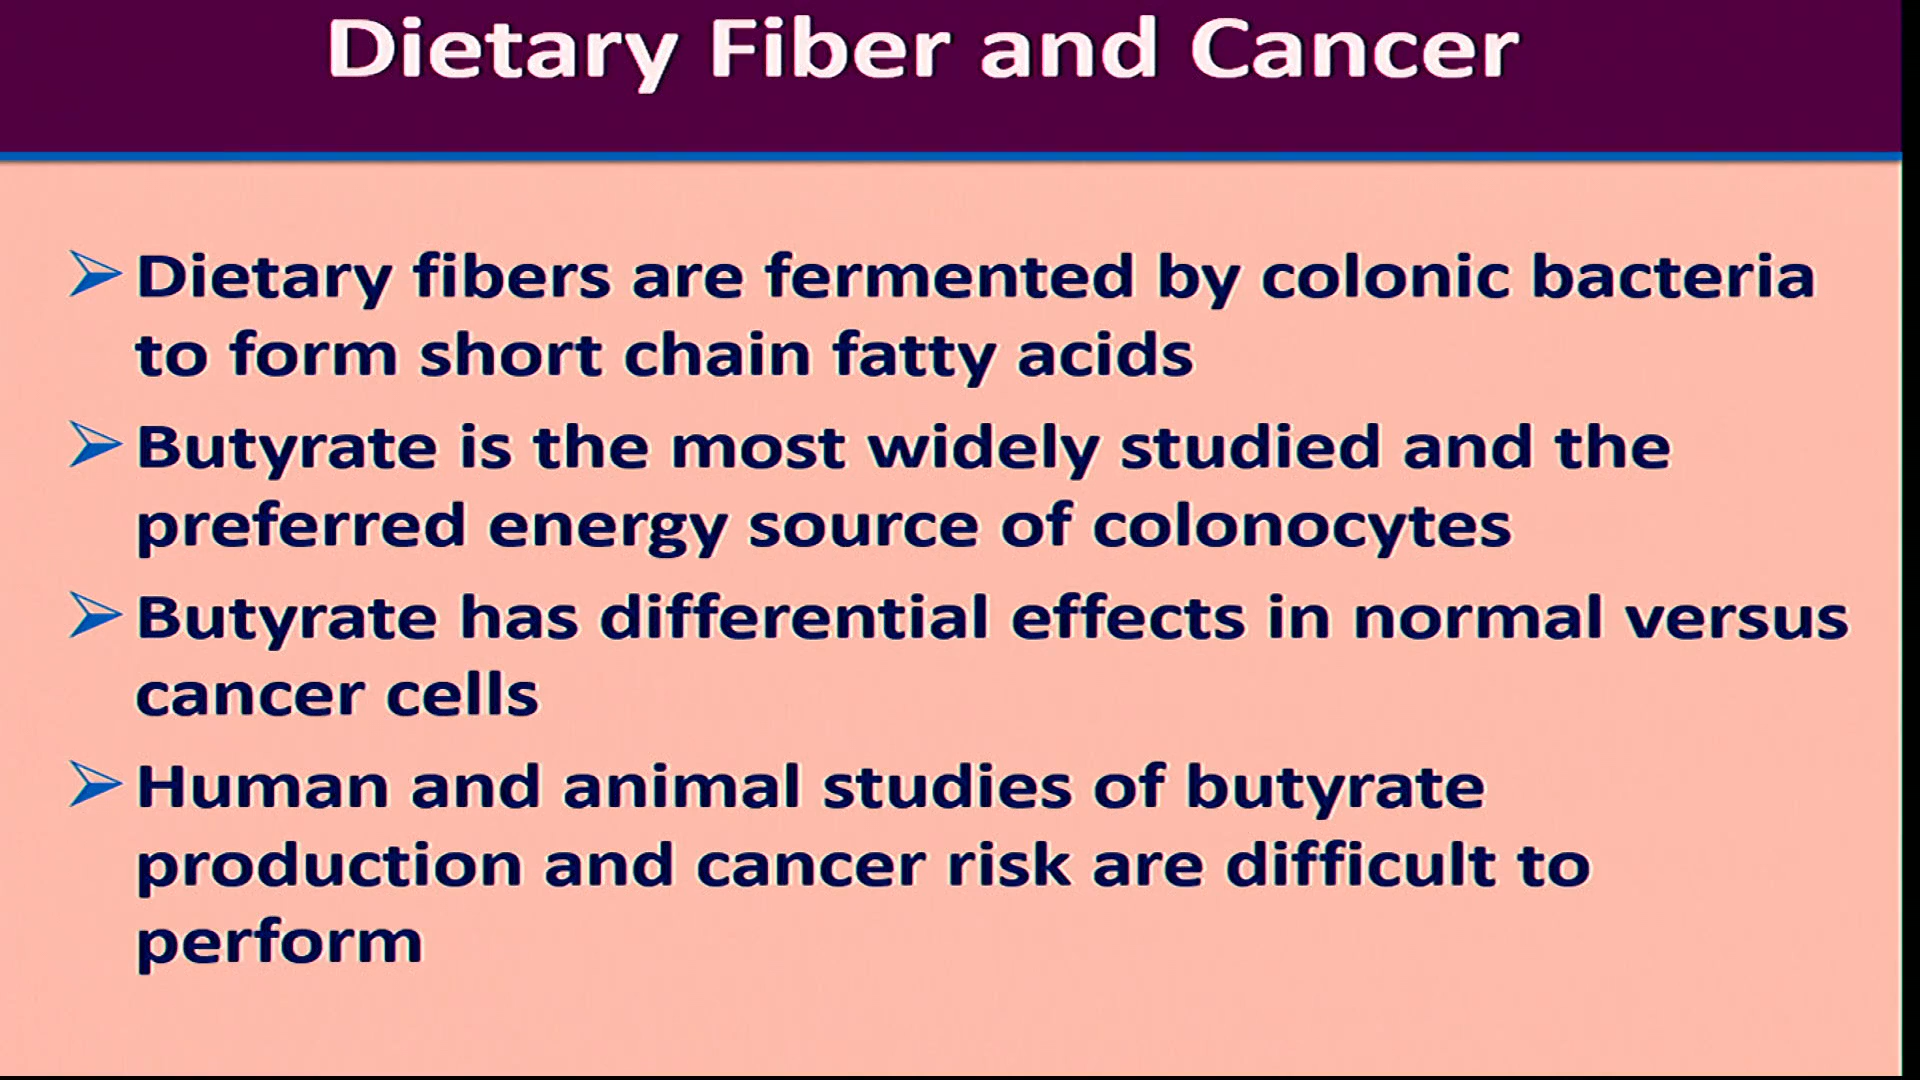 Dietary Fiber and Cancer
Dietary fibers are fermented by colonic bacteria
to form short chain fatty acids
Butyrate is the most widely studied and the
preferred energy source of colonocytes
Butyrate has differential effects in normal versus
cancer cells
Human and animal studies of butyrate
production and cancer risk are difficult to
perform